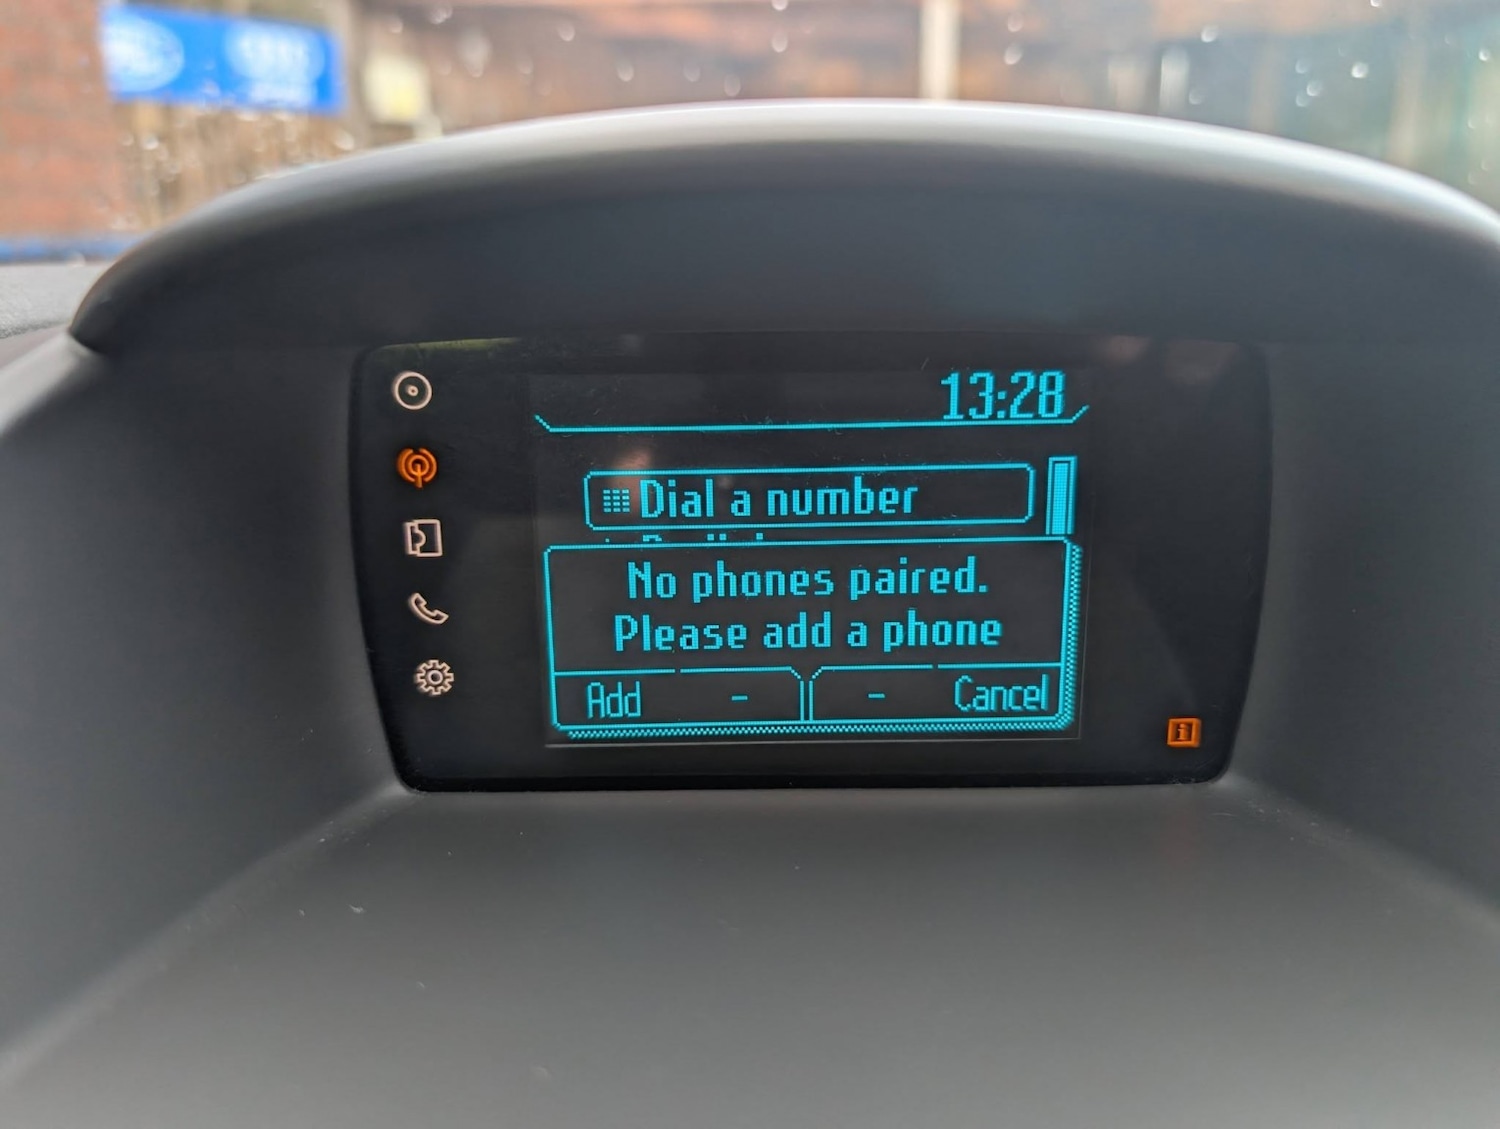 13:28
Dial a number
No phones paired.
Please add a phone
Add - - Cancel
i